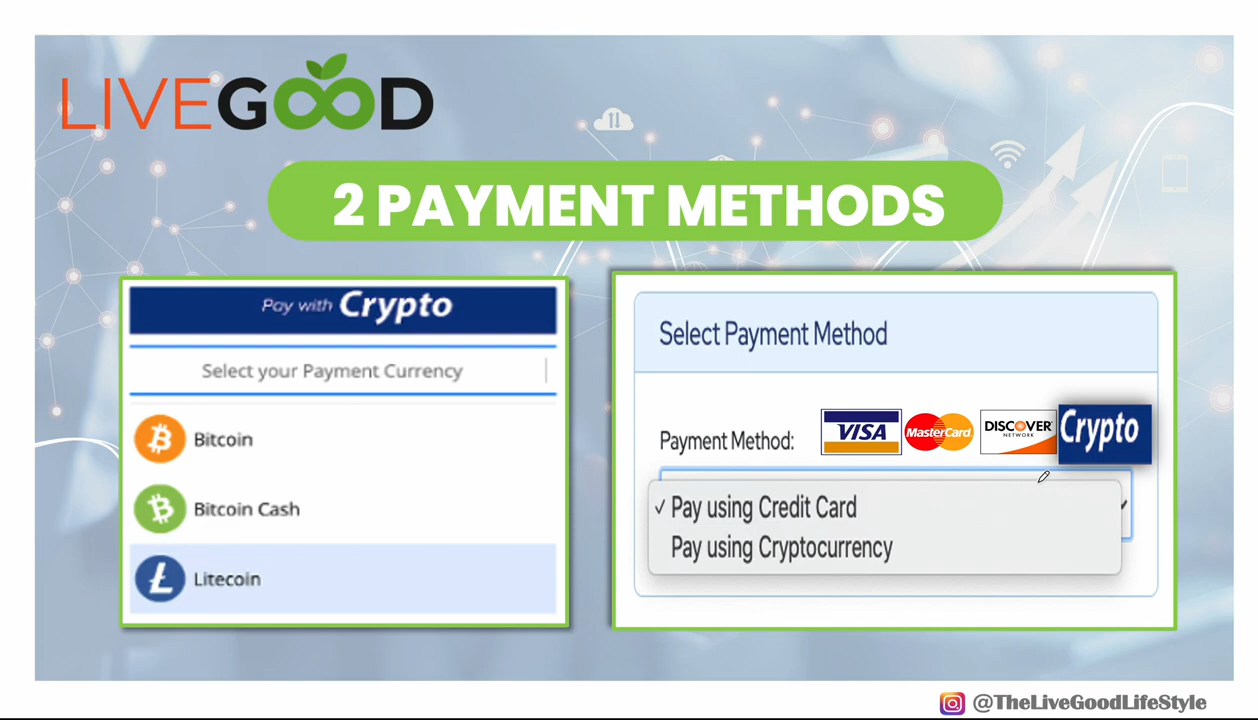 LIVEGOOD
2 PAYMENT METHODS
Pay with Crypto
Select your Payment Currency
Bitcoin
Bitcoin Cash
Litecoin
Select Payment Method
Payment Method:
VISA
MasterCard
DISCOVER
NETWORK
Crypto
✓ Pay using Credit Card
Pay using Cryptocurrency
@TheLiveGoodLifeStyle